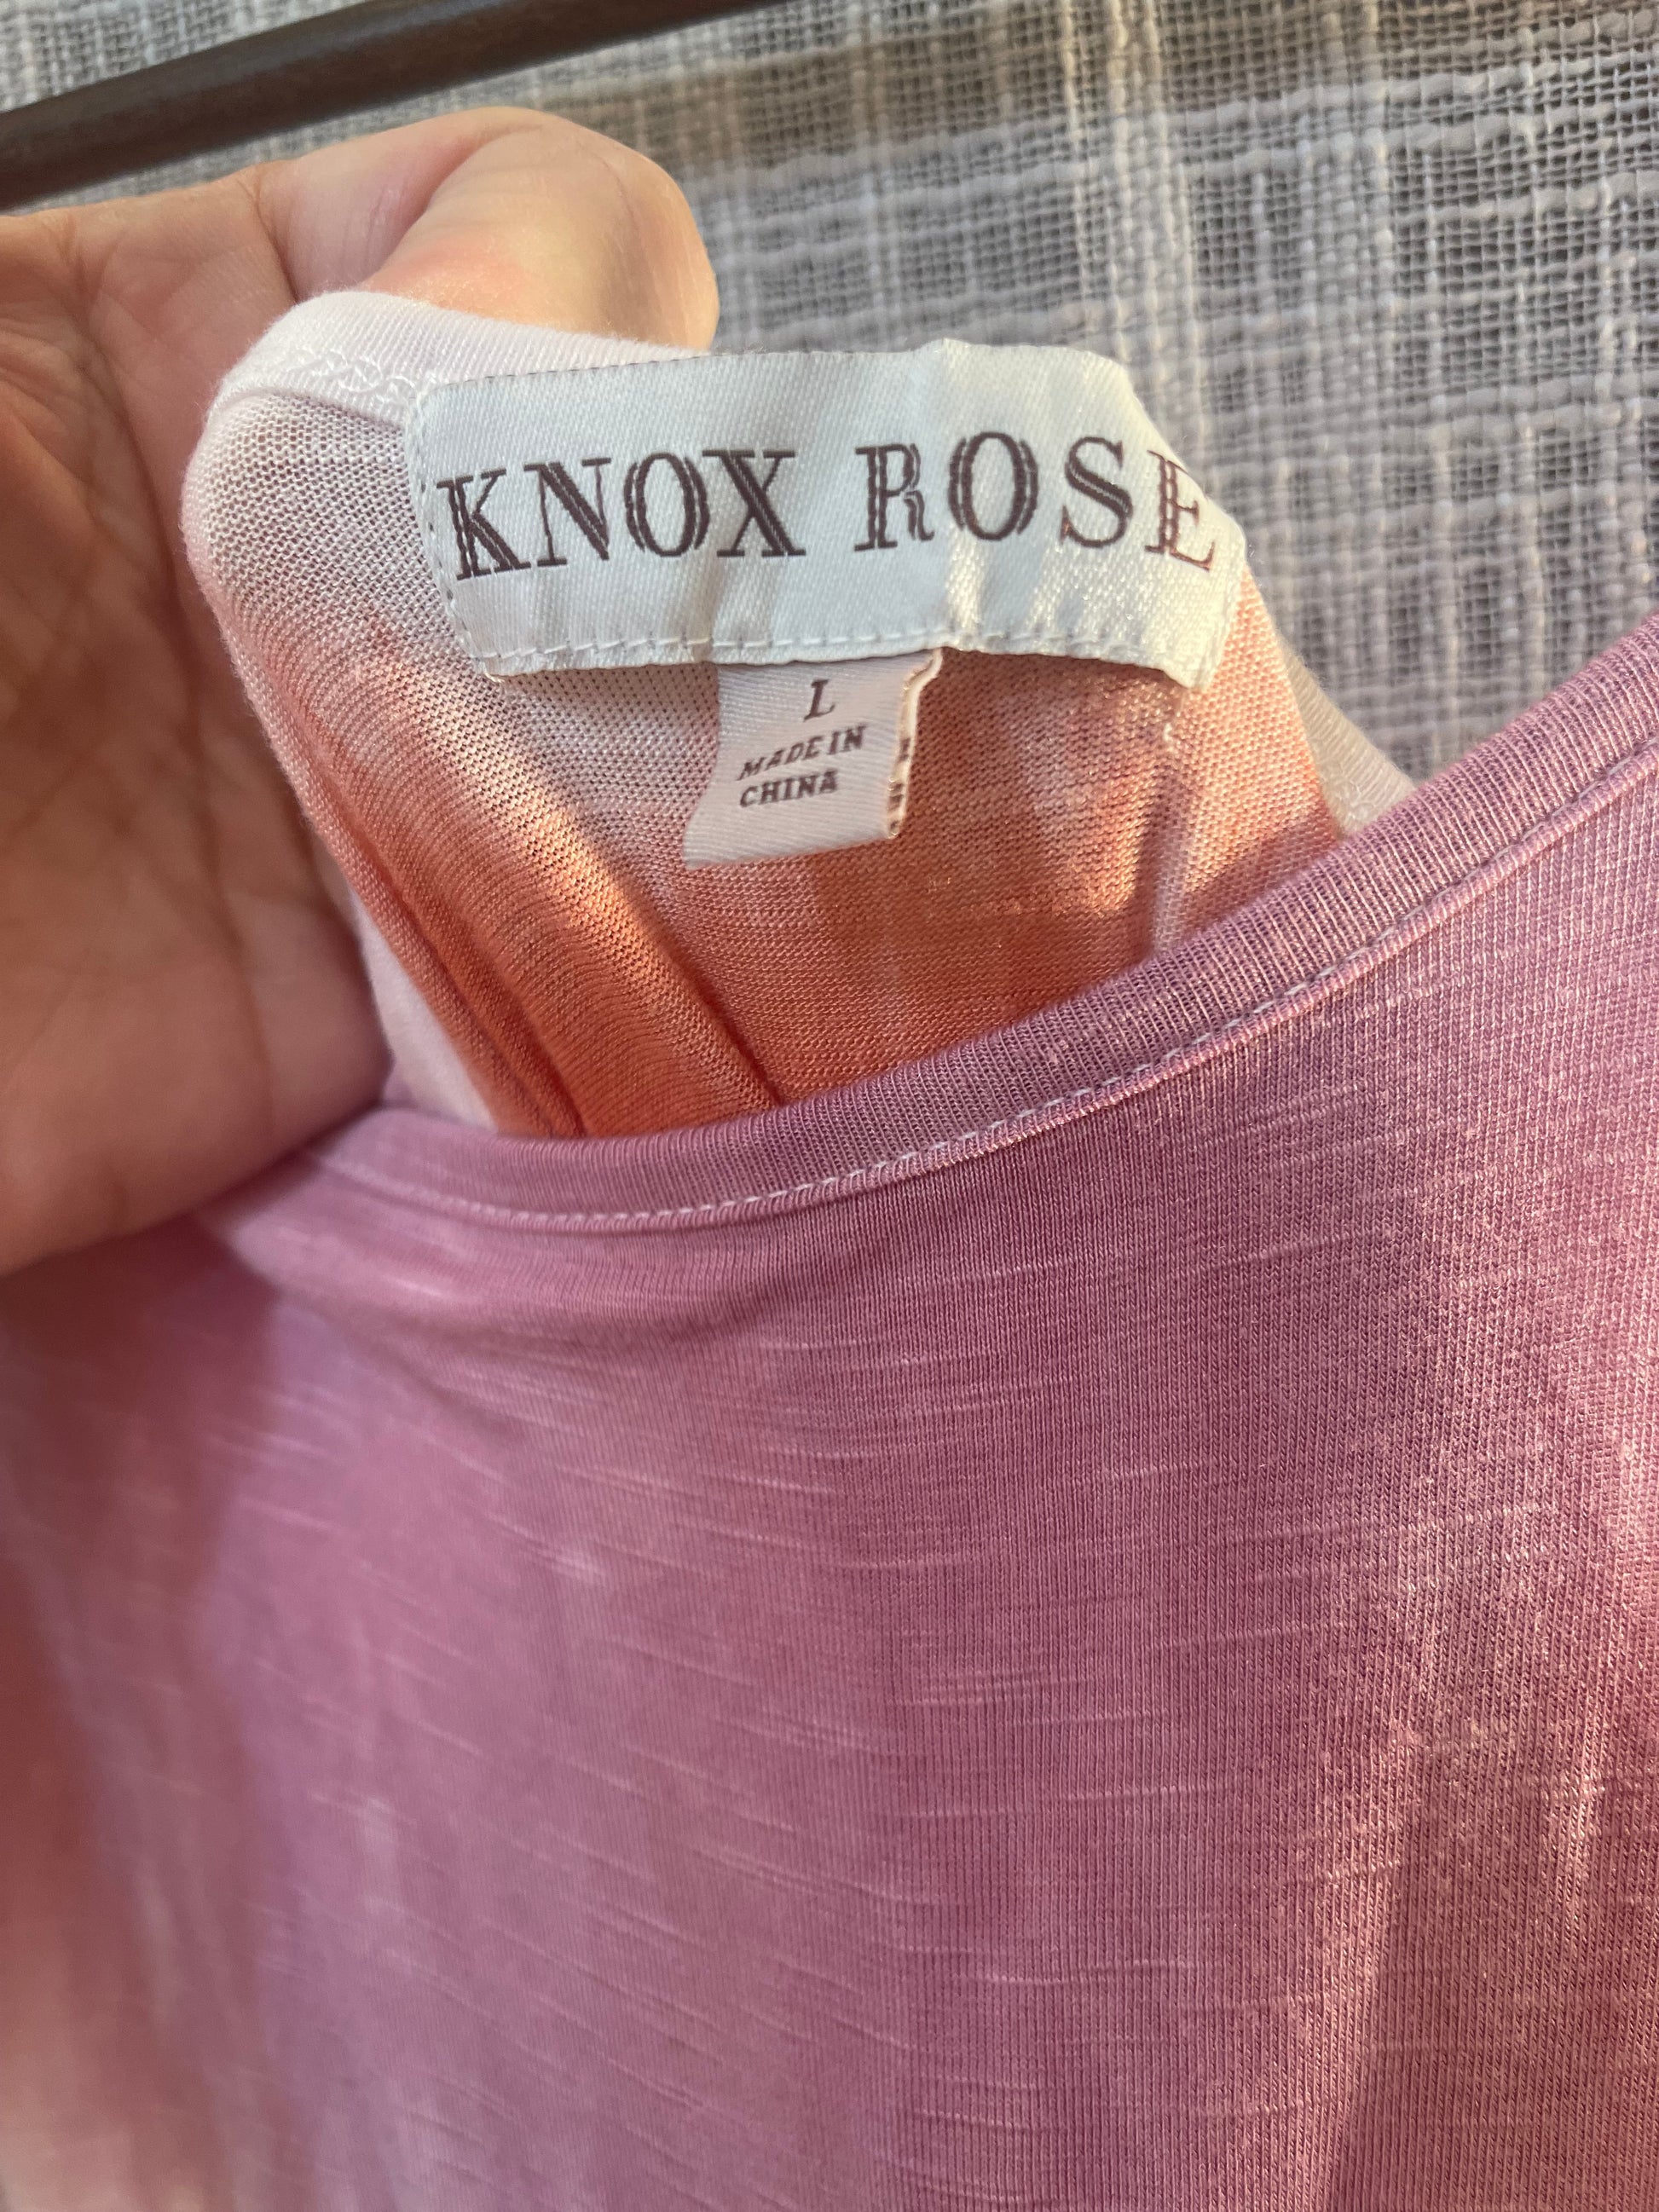 KNOX ROSE
L
MADE IN
CHINA